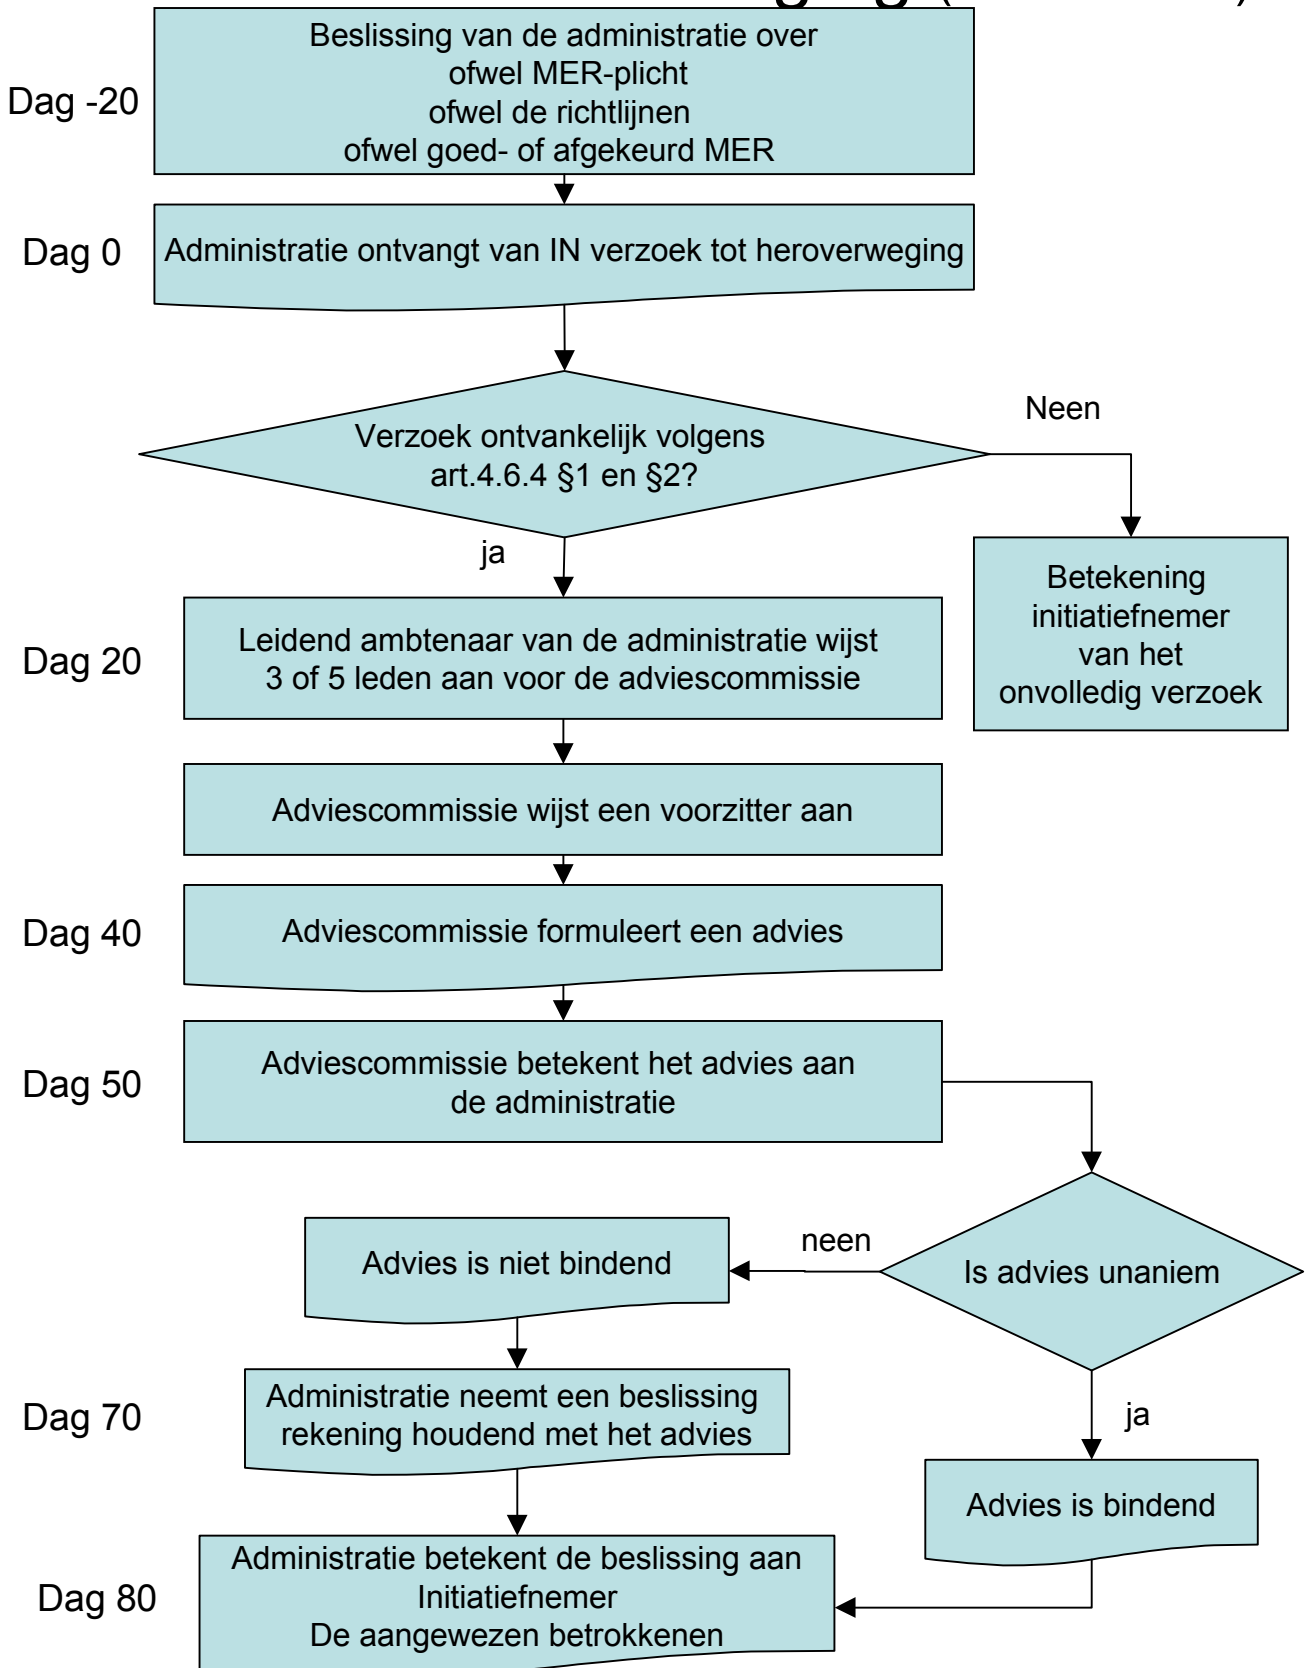 Dag -20
Beslissing van de administratie over
ofwel MER-plicht
ofwel de richtlijnen
ofwel goed- of afgekeurd MER
Dag 0
Administratie ontvangt van IN verzoek tot heroverweging
Verzoek ontvankelijk volgens
art.4.6.4 §1 en §2?
Neen
ja
Betekening
initiatiefnemer
van het
onvolledig verzoek
Dag 20
Leidend ambtenaar van de administratie wijst
3 of 5 leden aan voor de adviescommissie
Adviescommissie wijst een voorzitter aan
Dag 40
Adviescommissie formuleert een advies
Dag 50
Adviescommissie betekent het advies aan
de administratie
Is advies unaniem
neen
Advies is niet bindend
Dag 70
Administratie neemt een beslissing
rekening houdend met het advies
ja
Advies is bindend
Dag 80
Administratie betekent de beslissing aan
Initiatiefnemer
De aangewezen betrokkenen